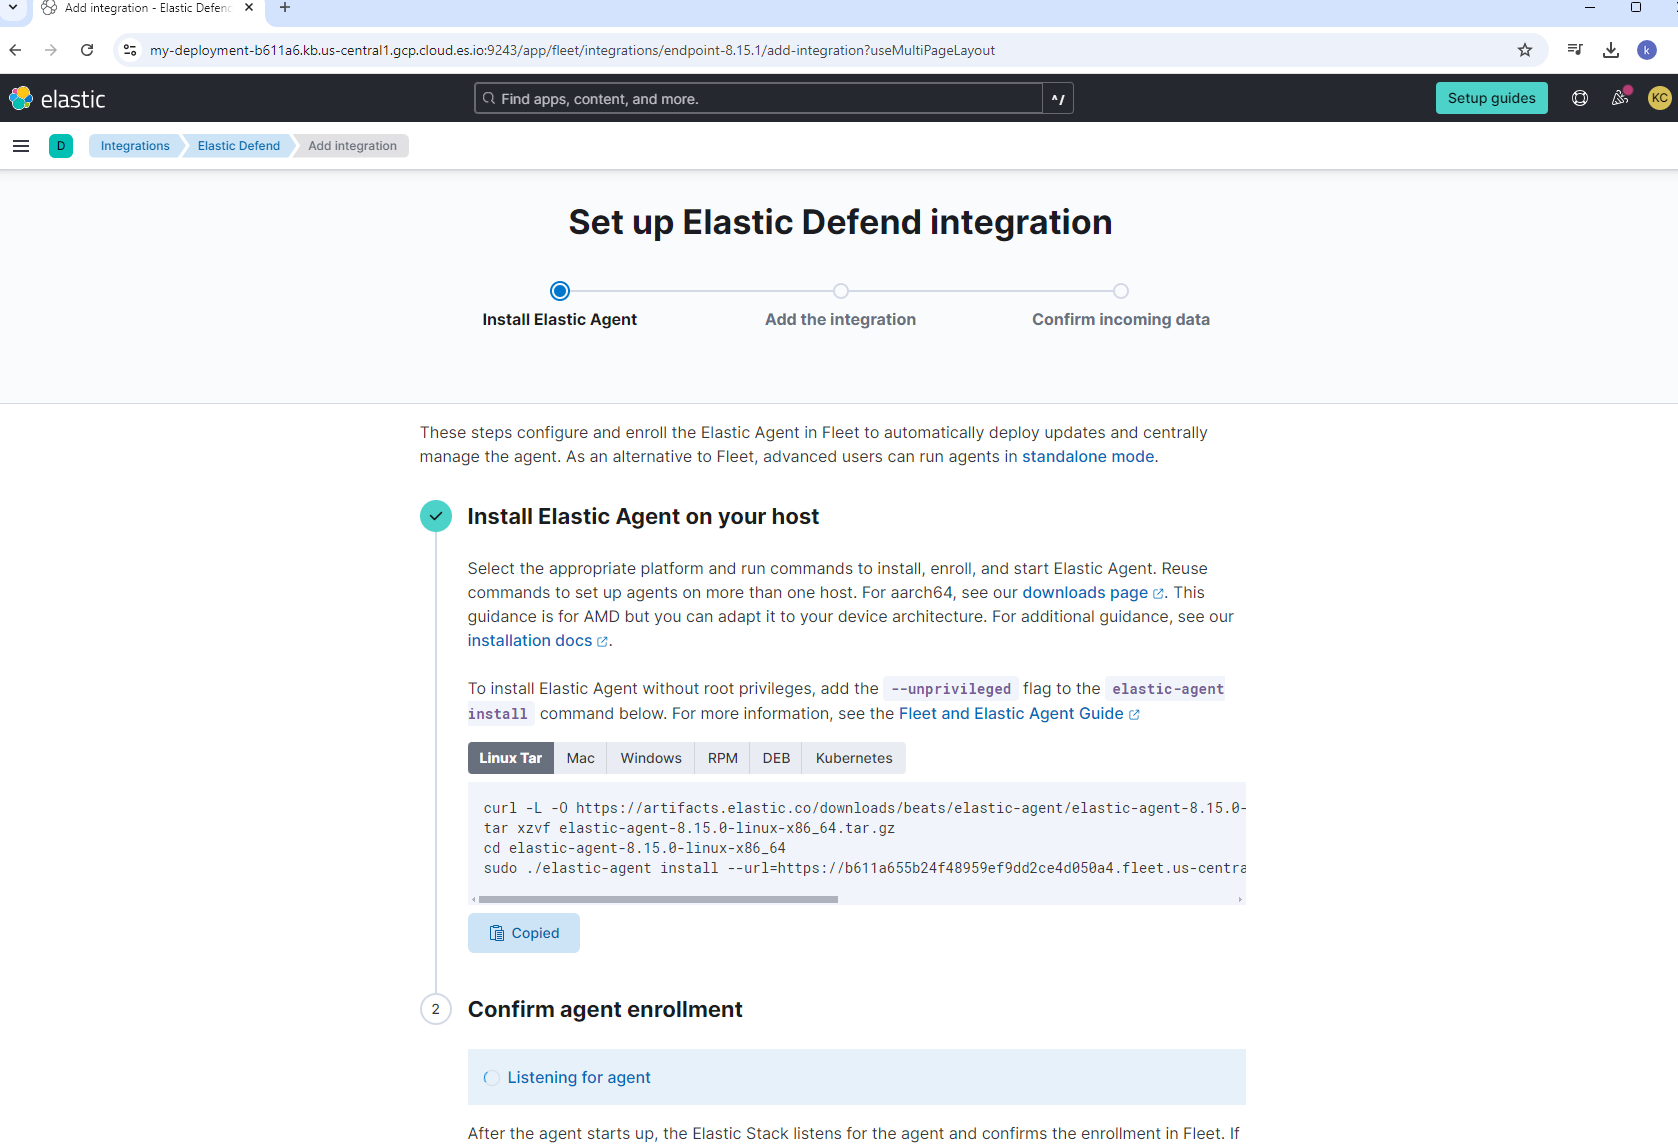 Add integration - Elastic Defend
my-deployment-b611a6.kb.us-central1.gcp.cloud.es.io:9243/app/fleet/integrations/endpoint-8.15.1/add-integration?useMultiPageLayout
k
elastic
Find apps, content, and more.
^/
Setup guides
KC
D
Integrations
Elastic Defend
Add integration
Set up Elastic Defend integration
Install Elastic Agent
Add the integration
Confirm incoming data
These steps configure and enroll the Elastic Agent in Fleet to automatically deploy updates and centrally
manage the agent. As an alternative to Fleet, advanced users can run agents in standalone mode.
Install Elastic Agent on your host
Select the appropriate platform and run commands to install, enroll, and start Elastic Agent. Reuse
commands to set up agents on more than one host. For aarch64, see our downloads page. This
guidance is for AMD but you can adapt it to your device architecture. For additional guidance, see our
installation docs.
To install Elastic Agent without root privileges, add the --unprivileged flag to the elastic-agent
install command below. For more information, see the Fleet and Elastic Agent Guide
Linux Tar
Mac
Windows
RPM
DEB
Kubernetes
curl -L -O https://artifacts.elastic.co/downloads/beats/elastic-agent/elastic-agent-8.15.0-
tar xzvf elastic-agent-8.15.0-linux-x86_64.tar.gz
cd elastic-agent-8.15.0-linux-x86_64
sudo ./elastic-agent install --url=https://b611a655b24f48959ef9dd2ce4d050a4.fleet.us-centra
Copied
2
Confirm agent enrollment
Listening for agent
After the agent starts up, the Elastic Stack listens for the agent and confirms the enrollment in Fleet. If